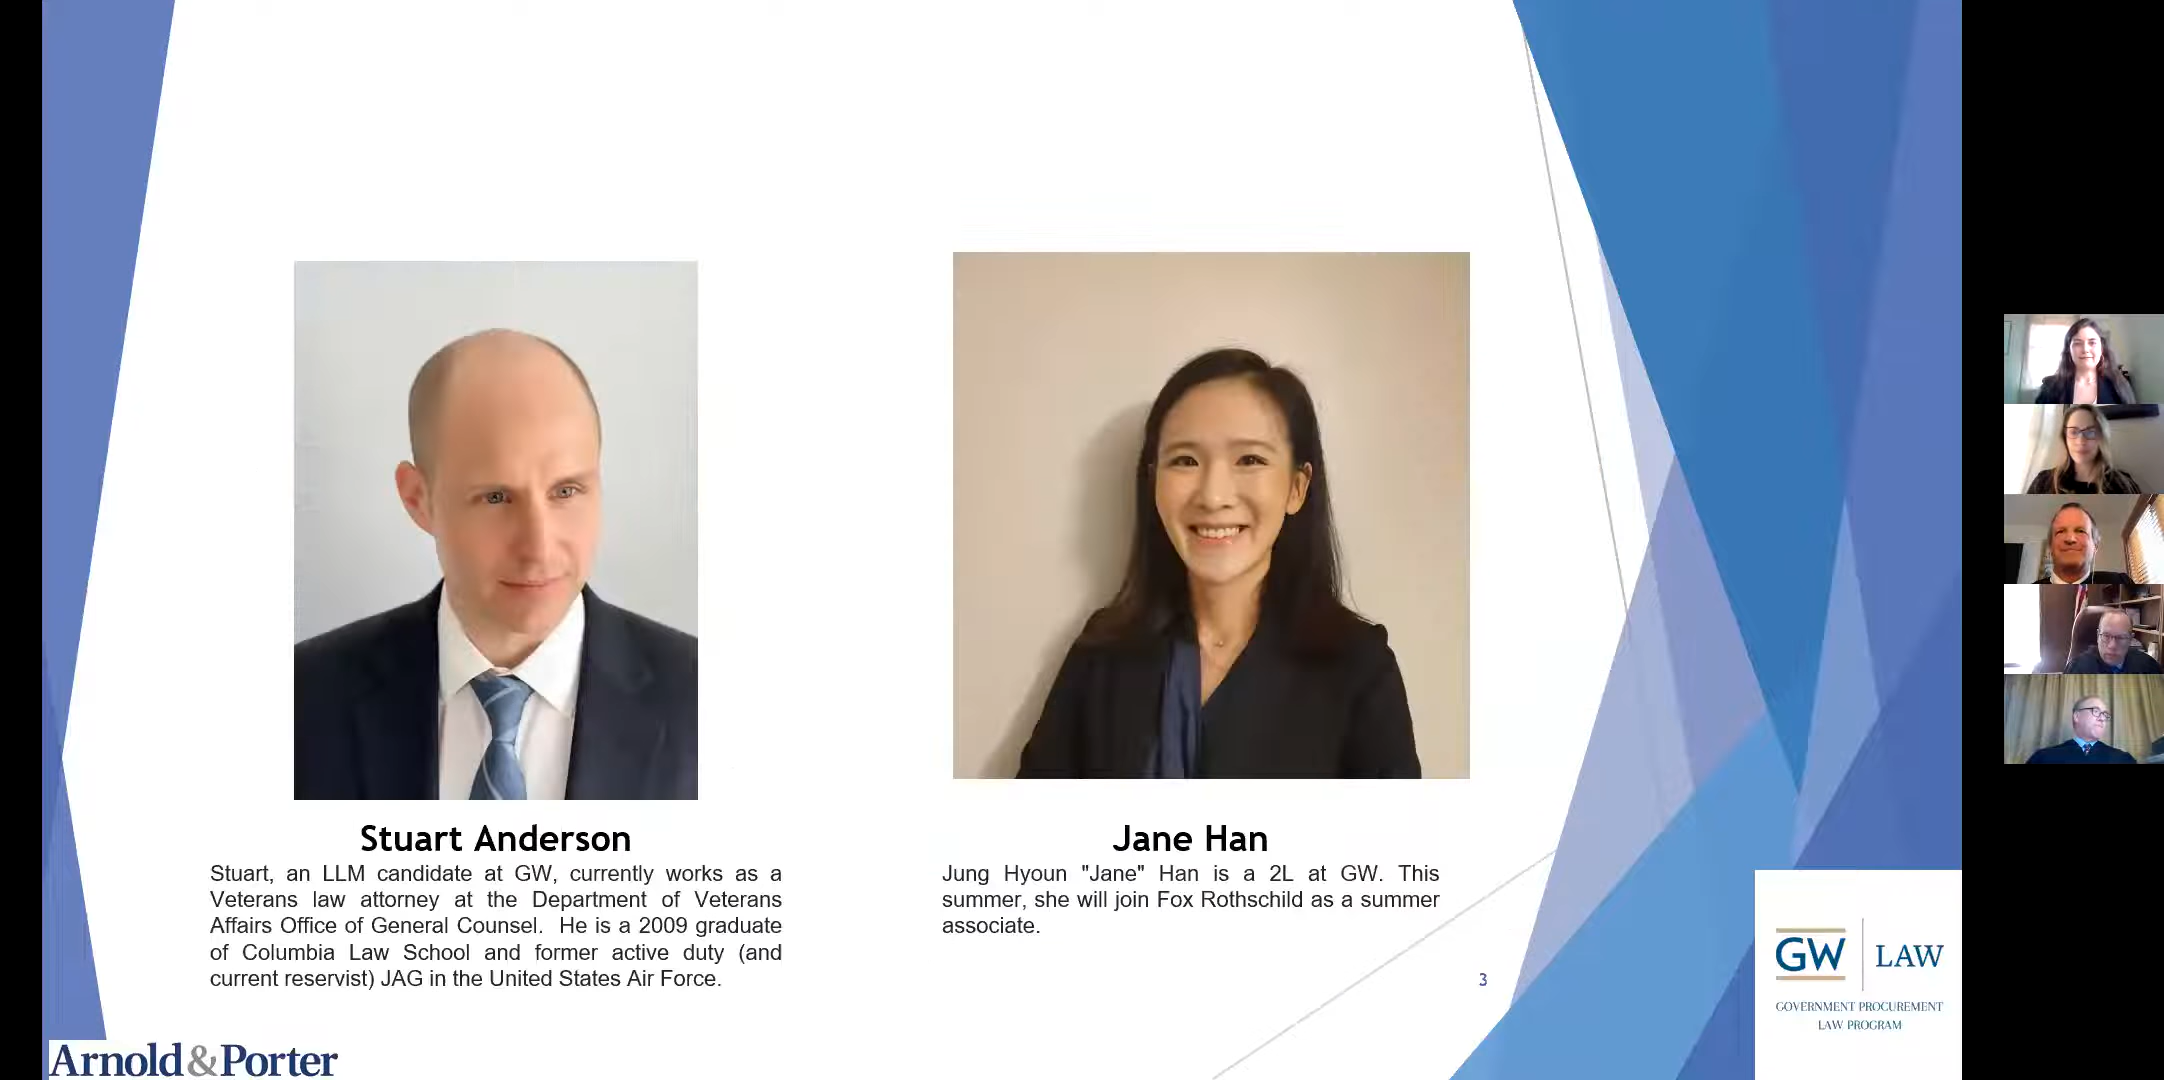 Stuart Anderson
Stuart, an LLM candidate at GW, currently works as a
Veterans law attorney at the Department of Veterans
Affairs Office of General Counsel.  He is a 2009 graduate
of Columbia Law School and former active duty (and
current reservist) JAG in the United States Air Force.
Jane Han
Jung Hyoun "Jane" Han is a 2L at GW. This
summer, she will join Fox Rothschild as a summer
associate.
3
GW LAW
GOVERNMENT PROCUREMENT
LAW PROGRAM
Arnold&Porter